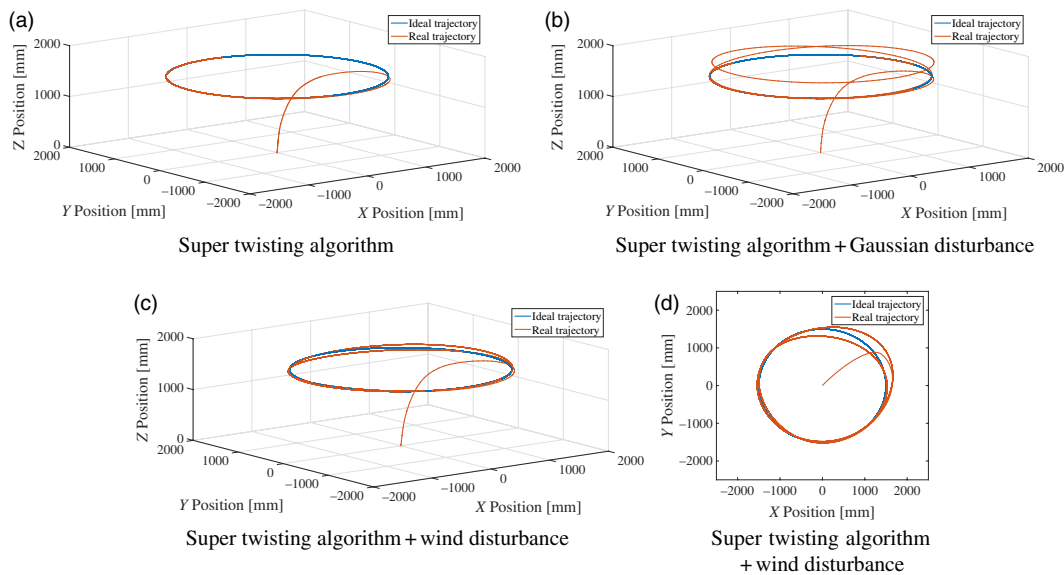 (a)
Ideal trajectory
Real trajectory
2000
1000
0
Z Position [mm]
2000
1000
0
−1000
−2000
Y Position [mm]
−2000
−1000
0
1000
2000
X Position [mm]
Super twisting algorithm
(b)
Ideal trajectory
Real trajectory
2000
1000
0
Z Position [mm]
2000
1000
0
−1000
−2000
Y Position [mm]
−2000
−1000
0
1000
2000
X Position [mm]
Super twisting algorithm + Gaussian disturbance
(c)
Ideal trajectory
Real trajectory
2000
1000
0
Z Position [mm]
2000
1000
0
−1000
−2000
Y Position [mm]
−2000
−1000
0
1000
2000
X Position [mm]
Super twisting algorithm + wind disturbance
(d)
Ideal trajectory
Real trajectory
2000
1000
0
−1000
−2000
Y Position [mm]
−2000
−1000
0
1000
2000
X Position [mm]
Super twisting algorithm
+ wind disturbance